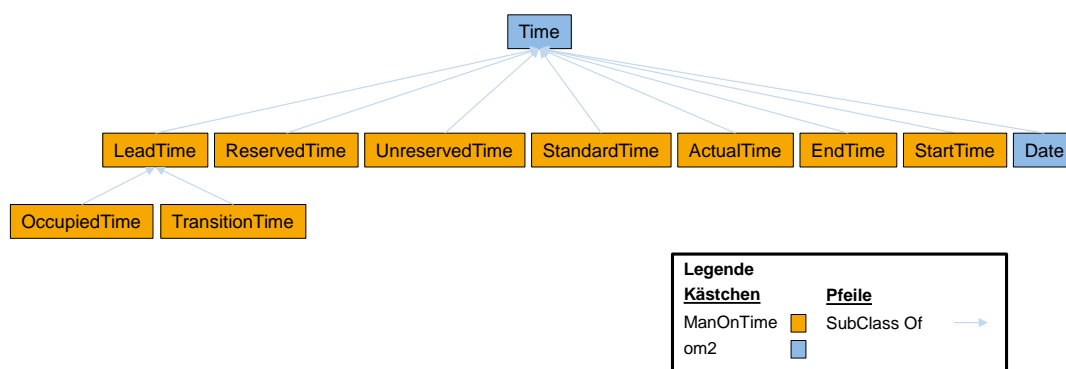 Time
LeadTime ReservedTime UnreservedTime StandardTime ActualTime EndTime StartTime Date
OccupiedTime TransitionTime
Legende
Kästchen Pfeile
ManOnTime SubClass Of
om2